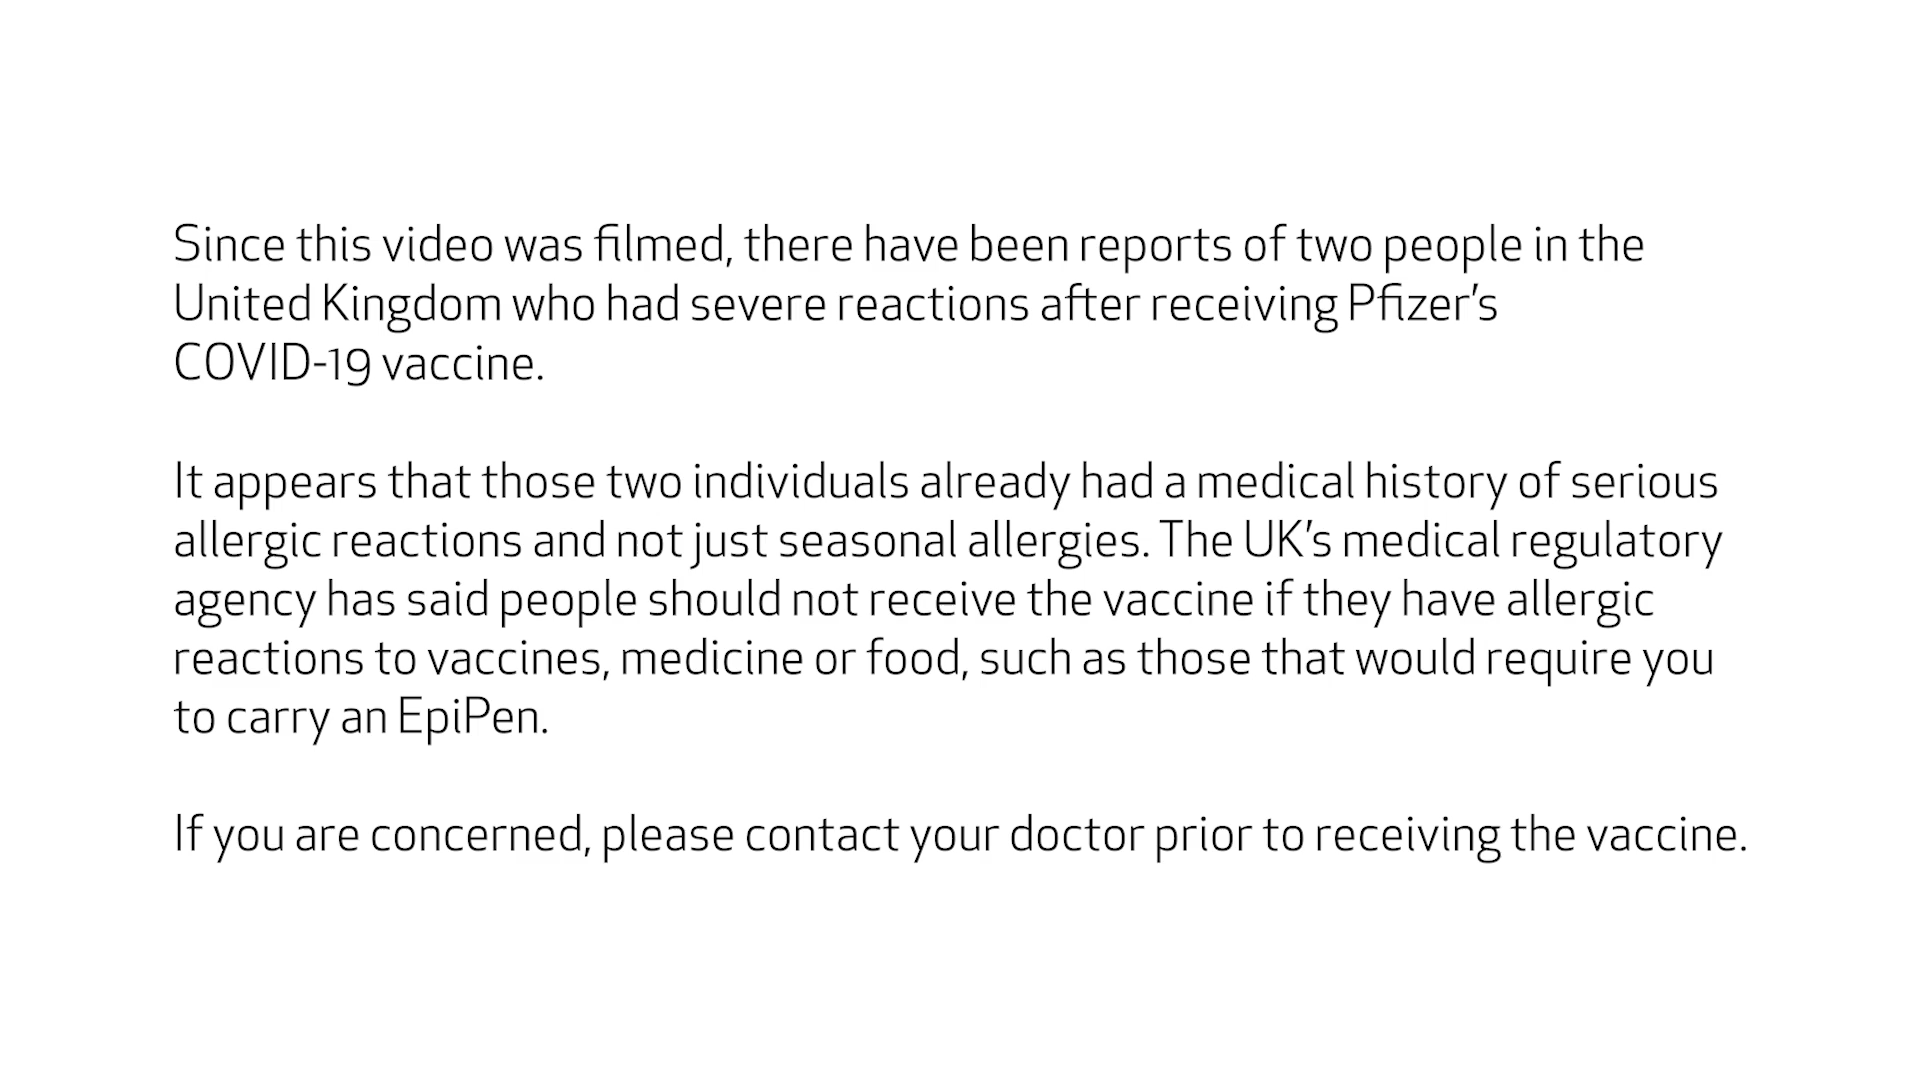 Since this video was filmed, there have been reports of two people in the
United Kingdom who had severe reactions after receiving Pfizer’s
COVID-19 vaccine.
It appears that those two individuals already had a medical history of serious
allergic reactions and not just seasonal allergies. The UK’s medical regulatory
agency has said people should not receive the vaccine if they have allergic
reactions to vaccines, medicine or food, such as those that would require you
to carry an EpiPen.
If you are concerned, please contact your doctor prior to receiving the vaccine.